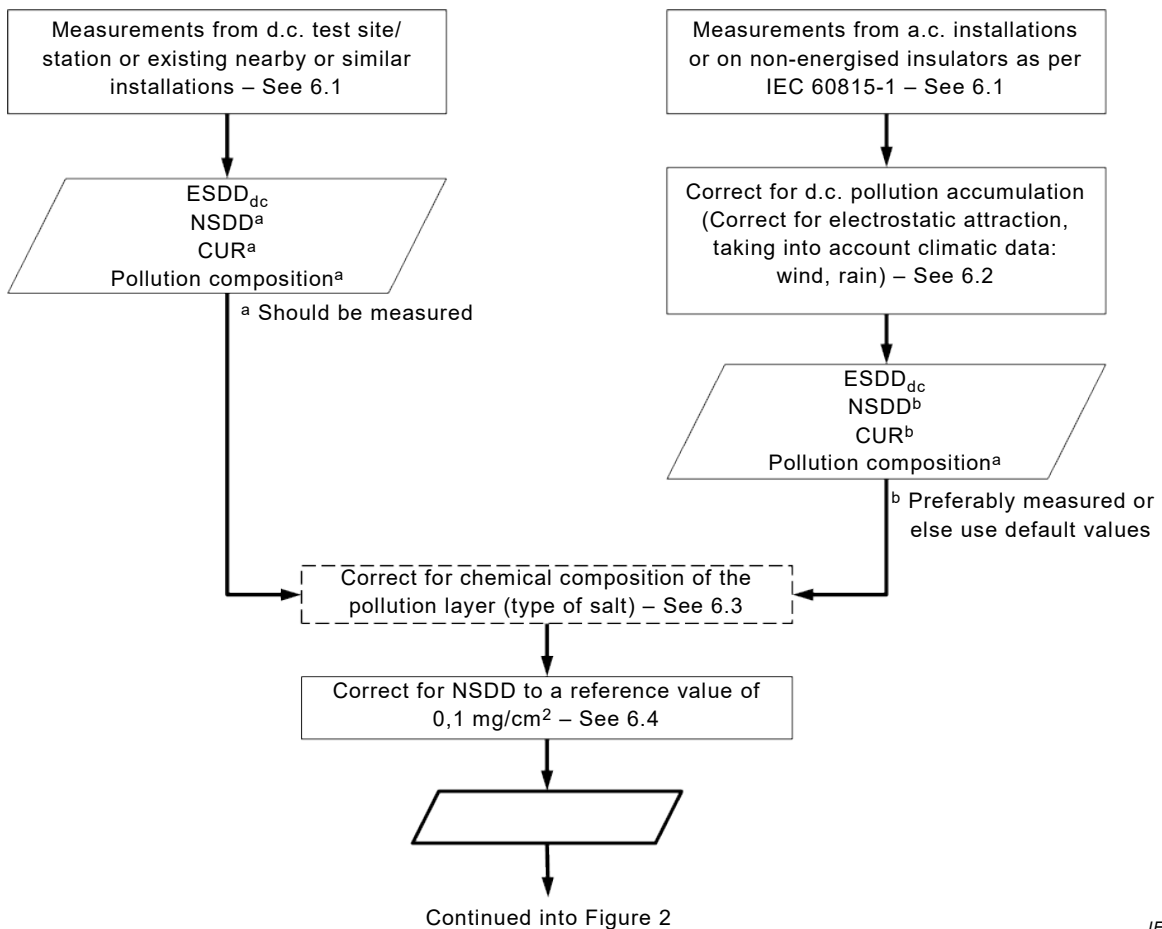 Measurements from d.c. test site/
station or existing nearby or similar
installations – See 6.1
Measurements from a.c. installations
or on non-energised insulators as per
IEC 60815-1 – See 6.1
ESDDdc
NSDDa
CURa
Pollution compositiona
a Should be measured
Correct for d.c. pollution accumulation
(Correct for electrostatic attraction,
taking into account climatic data:
wind, rain) – See 6.2
ESDDdc
NSDDb
CURb
Pollution compositiona
b Preferably measured or
else use default values
Correct for chemical composition of the
pollution layer (type of salt) – See 6.3
Correct for NSDD to a reference value of
0,1 mg/cm2 – See 6.4
Continued into Figure 2